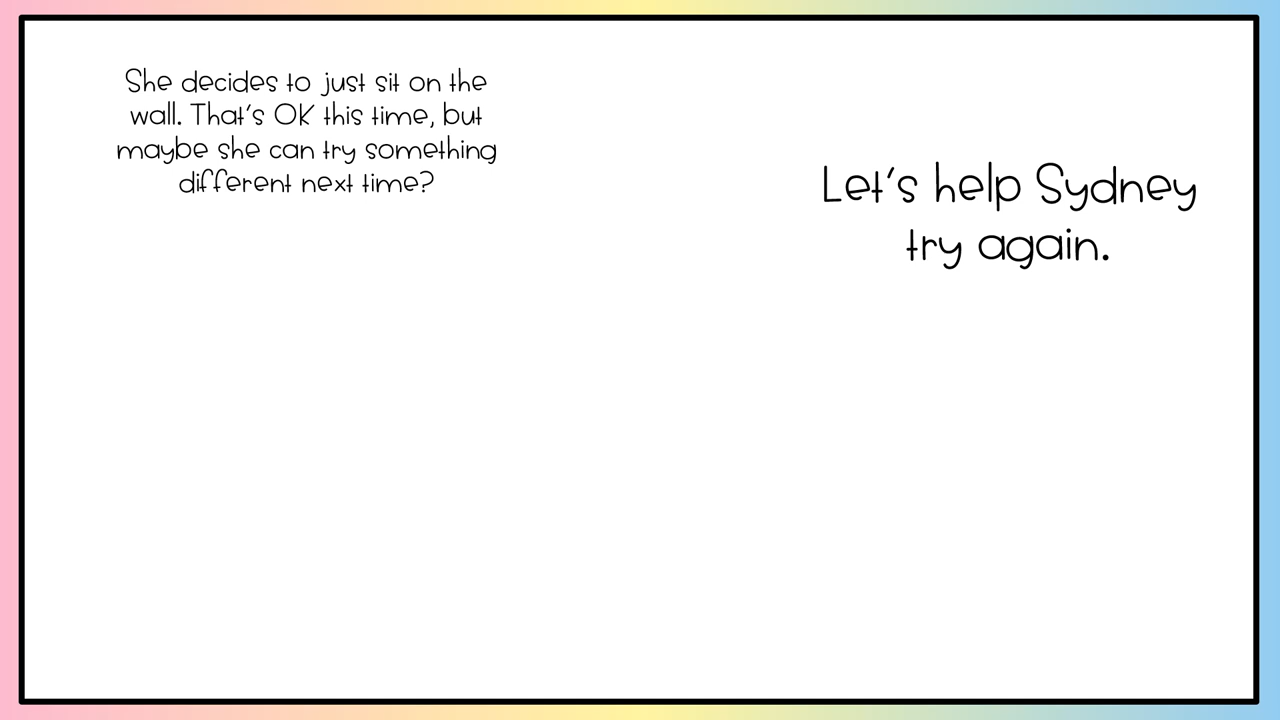 She decides to just sit on the
wall. That's OK this time, but
maybe she can try something
different next time?
Let's help Sydney
try again.